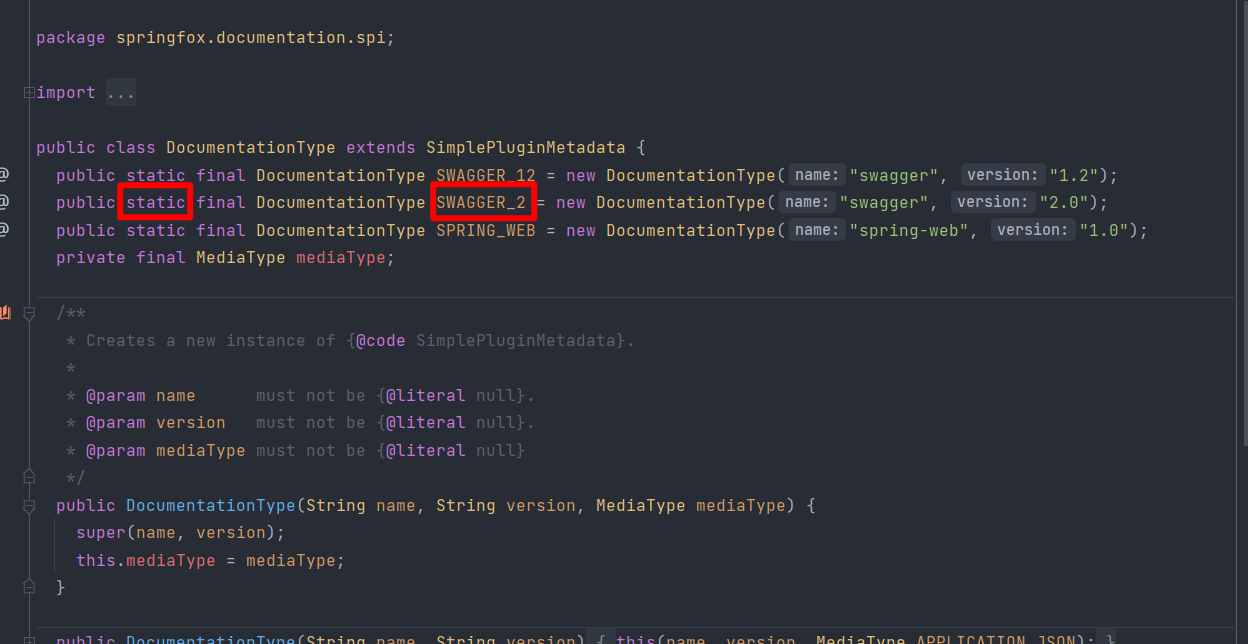 package springfox.documentation.spi;
import ...
public class DocumentationType extends SimplePluginMetadata {
public static final DocumentationType SWAGGER_12 = new DocumentationType( name: "swagger", version: "1.2");
public static final DocumentationType SWAGGER_2 = new DocumentationType( name: "swagger", version: "2.0");
public static final DocumentationType SPRING_WEB = new DocumentationType( name: "spring-web", version: "1.0");
private final MediaType mediaType;
/**
* Creates a new instance of {@code SimplePluginMetadata}.
*
* @param name      must not be {@literal null}.
* @param version   must not be {@literal null}.
* @param mediaType must not be {@literal null}
*/
public DocumentationType(String name, String version, MediaType mediaType) {
super(name, version);
this.mediaType = mediaType;
}
public DocumentationType(String name, String version) { this(name, version, MediaType.APPLICATION_JSON); }